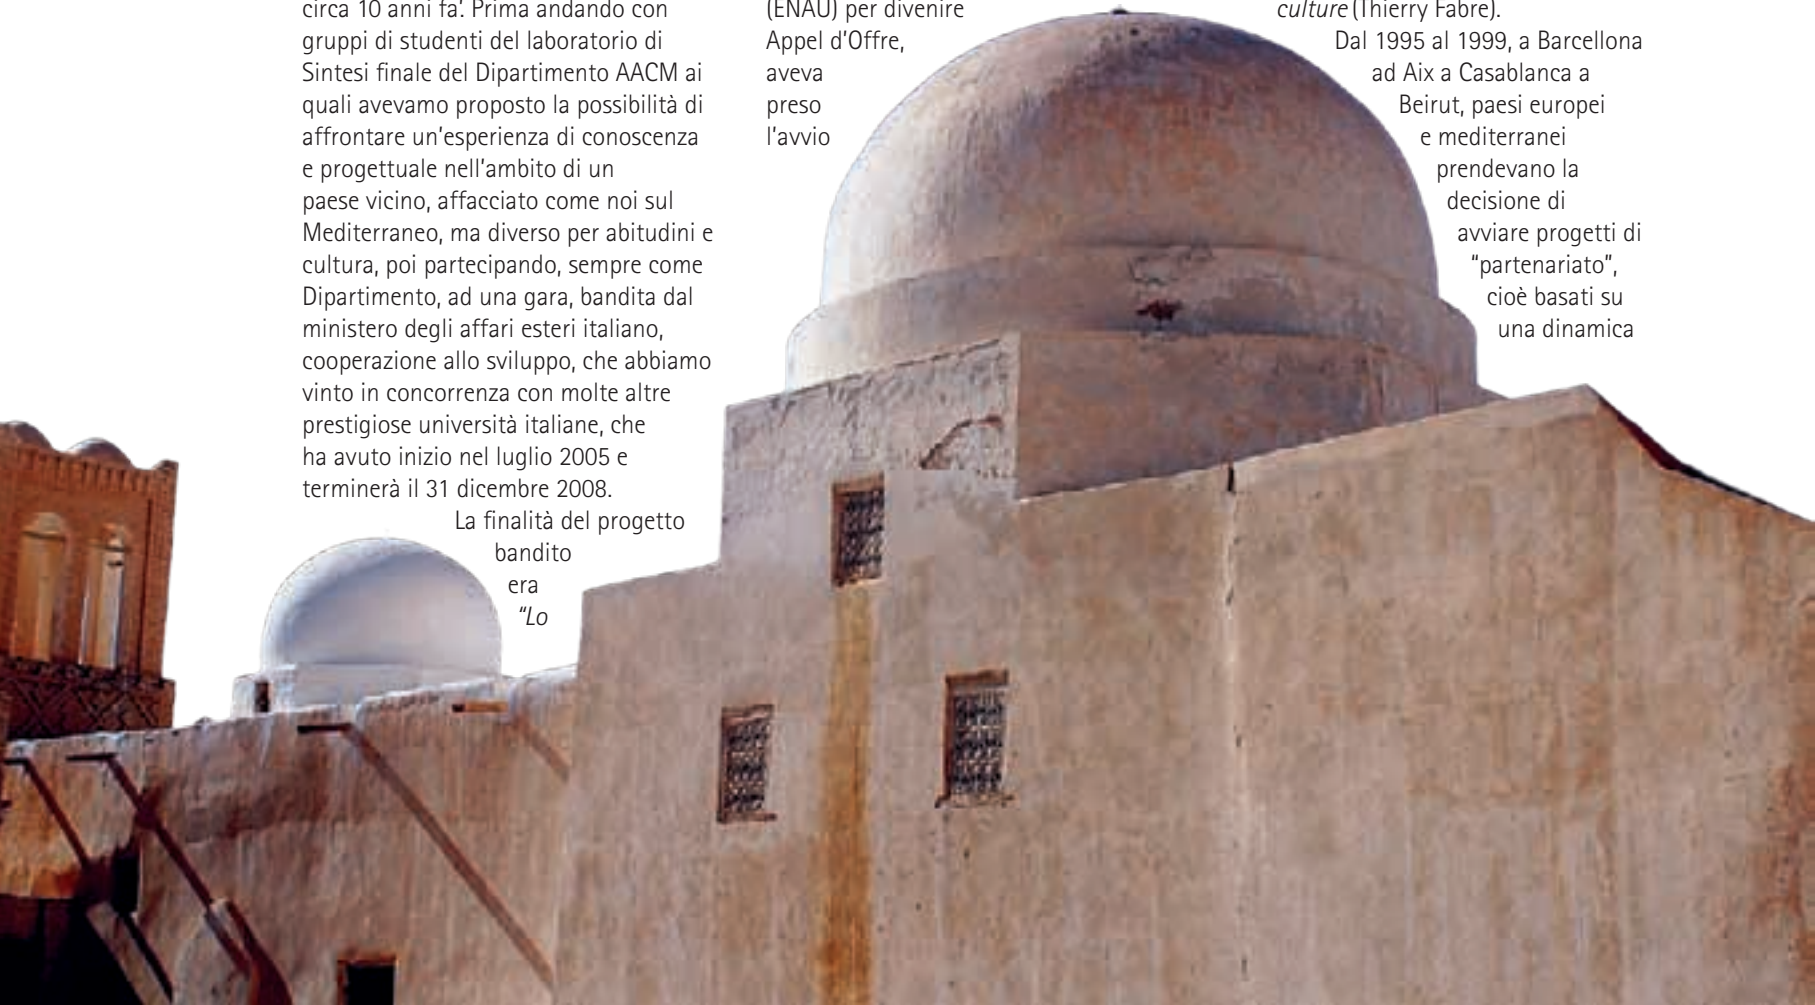 circa 10 anni fa'. Prima andando con
gruppi di studenti del laboratorio di
Sintesi finale del Dipartimento AACM ai
quali avevamo proposto la possibilità di
affrontare un'esperienza di conoscenza
e progettuale nell'ambito di un
paese vicino, affacciato come noi sul
Mediterraneo, ma diverso per abitudini e
cultura, poi partecipando, sempre come
Dipartimento, ad una gara, bandita dal
ministero degli affari esteri italiano,
cooperazione allo sviluppo, che abbiamo
vinto in concorrenza con molte altre
prestigiose università italiane, che
ha avuto inizio nel luglio 2005 e
terminerà il 31 dicembre 2008.
La finalità del progetto
bandito
era
“Lo
(ENAU) per divenire
Appel d'Offre,
aveva
preso
l'avvio
culture (Thierry Fabre).
Dal 1995 al 1999, a Barcellona
ad Aix a Casablanca a
Beirut, paesi europei
e mediterranei
prendevano la
decisione di
avviare progetti di
“partenariato”,
cioè basati su
una dinamica